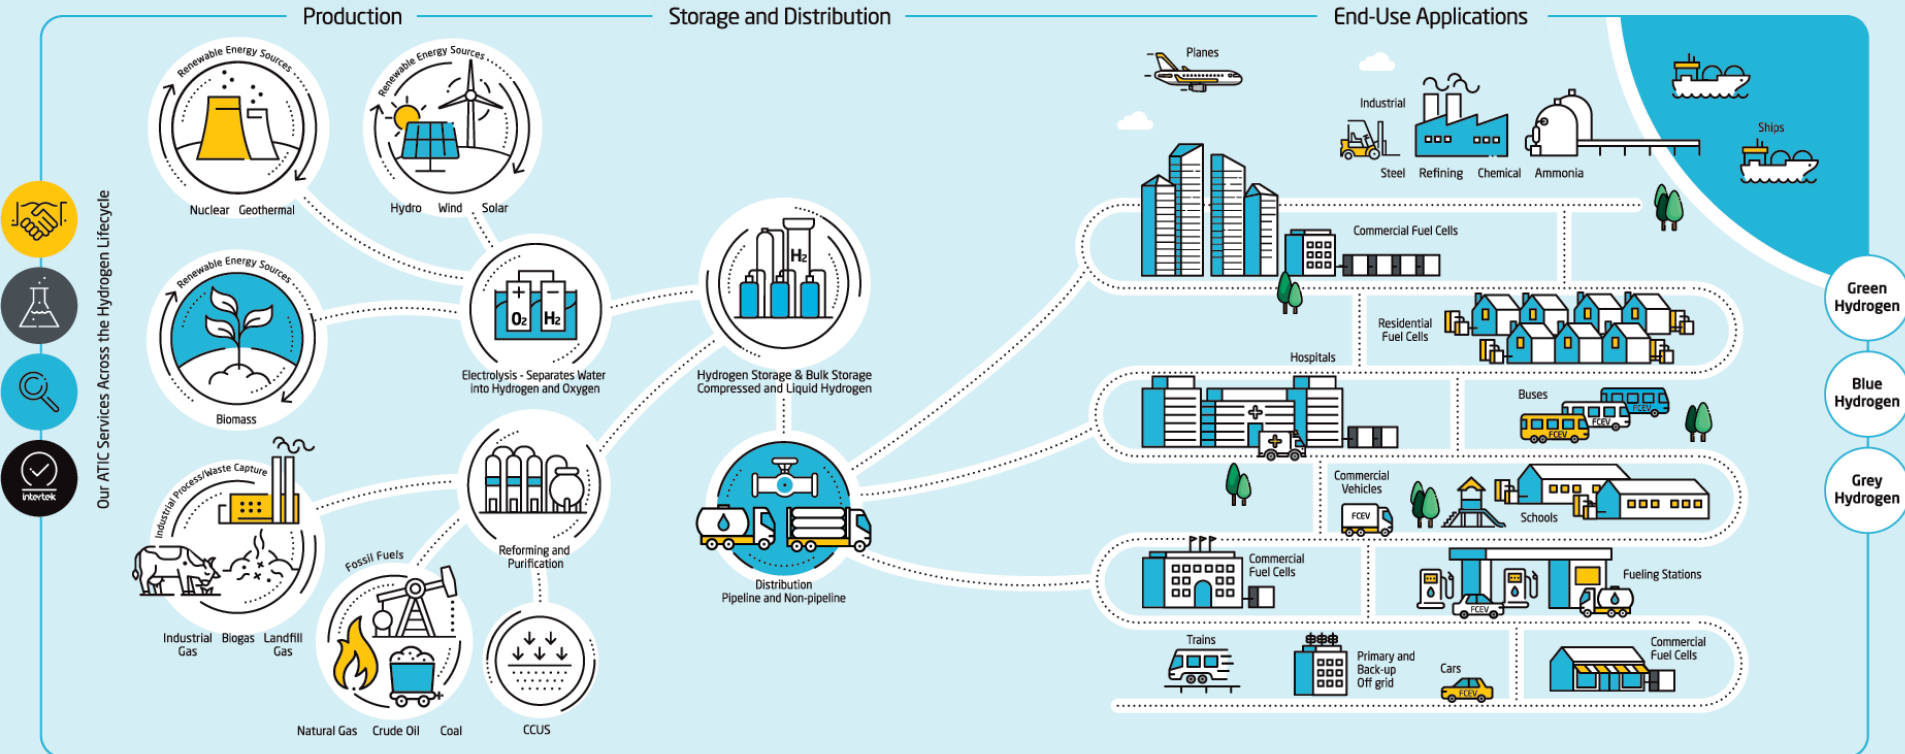 Production
Storage and Distribution
End-Use Applications
Our ATIC Services Across the Hydrogen Lifecycle
intertek
Renewable Energy Sources
Nuclear Geothermal
Renewable Energy Sources
Hydro Wind Solar
Renewable Energy Sources
Biomass
Industrial Process/Waste Capture
Industrial
Gas
Biogas
Landfill
Gas
Fossil Fuels
Natural Gas Crude Oil Coal
+ −
O2 H2
Electrolysis - Separates Water
into Hydrogen and Oxygen
Reforming and
Purification
CCUS
H2
Hydrogen Storage & Bulk Storage
Compressed and Liquid Hydrogen
Distribution
Pipeline and Non-pipeline
Planes
Industrial
Steel Refining Chemical Ammonia
Ships
Commercial Fuel Cells
Residential
Fuel Cells
Hospitals
Buses
FCEV
FCEV
FCEV
Commercial
Vehicles
FCEV
Schools
Commercial
Fuel Cells
Fueling Stations
FCEV
Trains
Primary and
Back-up
Off grid
Cars
FCEV
Commercial
Fuel Cells
Green
Hydrogen
Blue
Hydrogen
Grey
Hydrogen